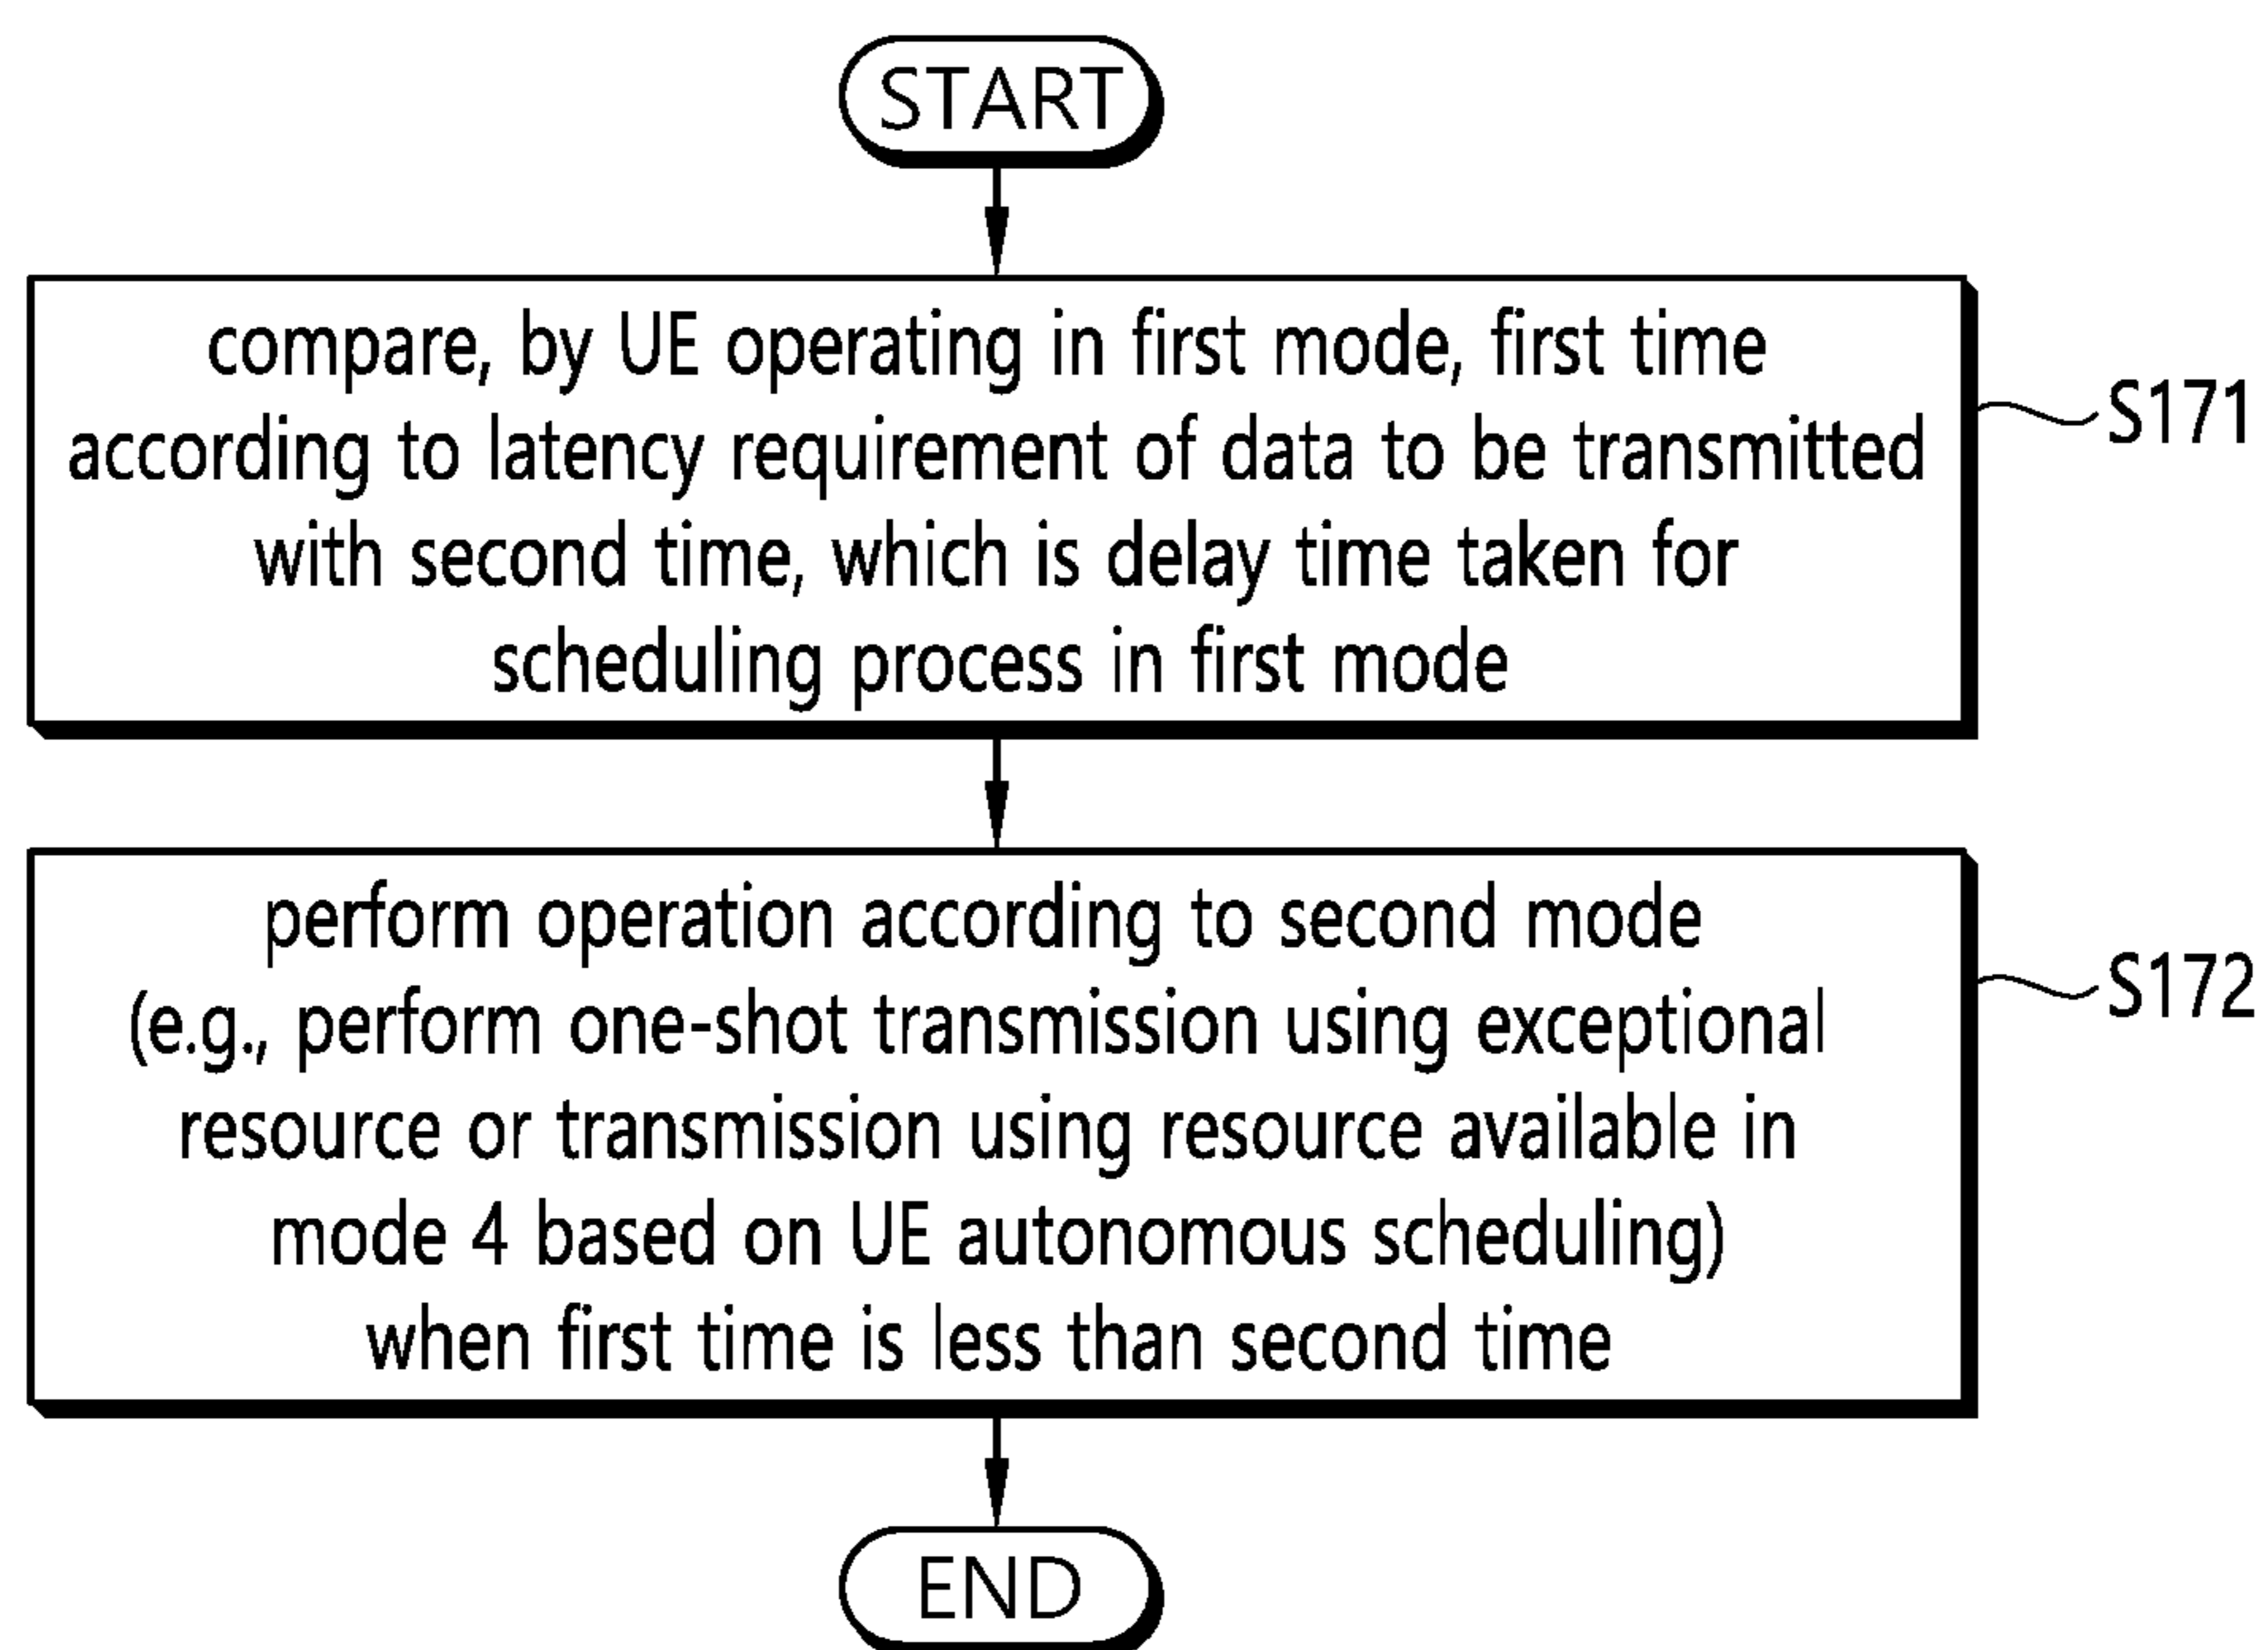 START
compare, by UE operating in first mode, first time
according to latency requirement of data to be transmitted
with second time, which is delay time taken for
scheduling process in first mode
S171
perform operation according to second mode
(e.g., perform one-shot transmission using exceptional
resource or transmission using resource available in
mode 4 based on UE autonomous scheduling)
when first time is less than second time
S172
END